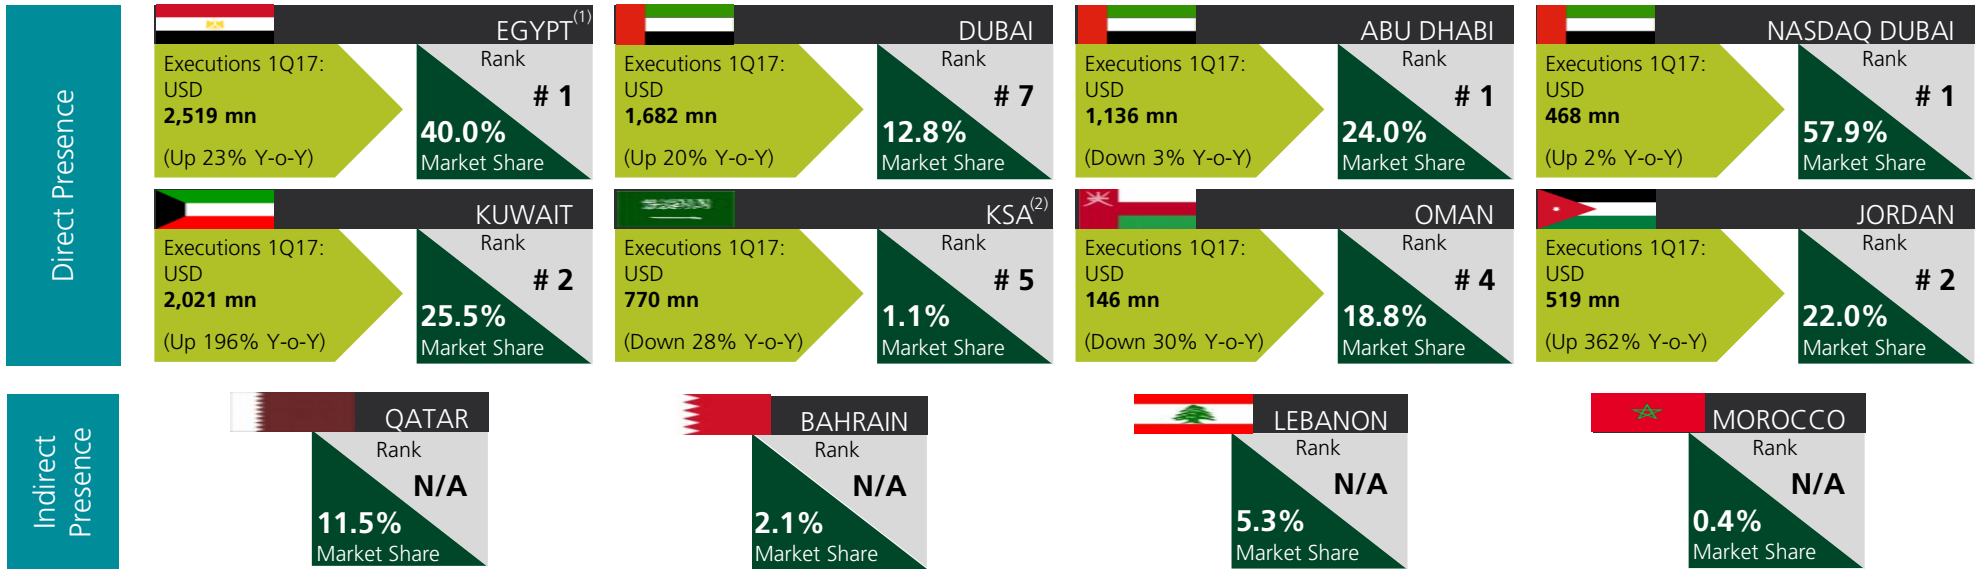 Direct Presence
EGYPT(1)
Executions 1Q17:
USD
2,519 mn
(Up 23% Y-o-Y)
Rank
# 1
40.0%
Market Share
DUBAI
Executions 1Q17:
USD
1,682 mn
(Up 20% Y-o-Y)
Rank
# 7
12.8%
Market Share
ABU DHABI
Executions 1Q17:
USD
1,136 mn
(Down 3% Y-o-Y)
Rank
# 1
24.0%
Market Share
NASDAQ DUBAI
Executions 1Q17:
USD
468 mn
(Up 2% Y-o-Y)
Rank
# 1
57.9%
Market Share
KUWAIT
Executions 1Q17:
USD
2,021 mn
(Up 196% Y-o-Y)
Rank
# 2
25.5%
Market Share
KSA(2)
Executions 1Q17:
USD
770 mn
(Down 28% Y-o-Y)
Rank
# 5
1.1%
Market Share
OMAN
Executions 1Q17:
USD
146 mn
(Down 30% Y-o-Y)
Rank
# 4
18.8%
Market Share
JORDAN
Executions 1Q17:
USD
519 mn
(Up 362% Y-o-Y)
Rank
# 2
22.0%
Market Share
Indirect
Presence
QATAR
Rank
N/A
11.5%
Market Share
BAHRAIN
Rank
N/A
2.1%
Market Share
LEBANON
Rank
N/A
5.3%
Market Share
MOROCCO
Rank
N/A
0.4%
Market Share